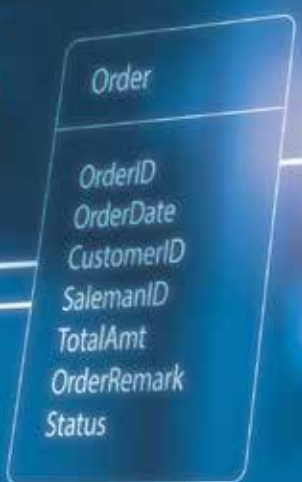 Order
OrderID
OrderDate
CustomerID
SalemanID
TotalAmt
OrderRemark
Status